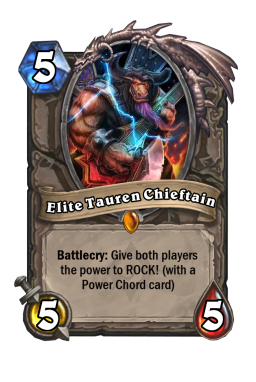 5
Elite Tauren Chieftain
Battlecry: Give both players
the power to ROCK! (with a
Power Chord card)
5
5